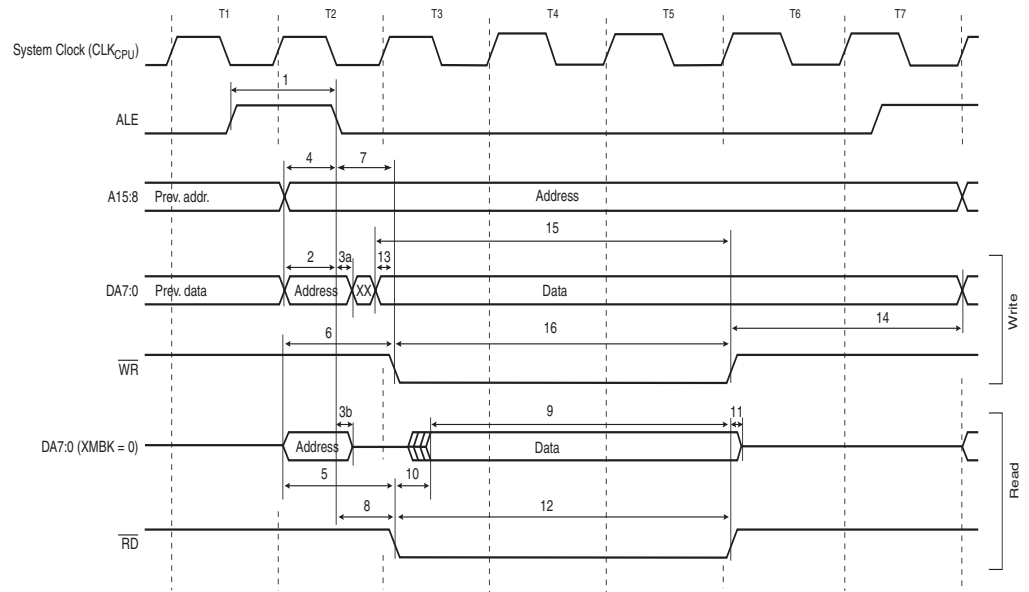 T1 T2 T3 T4 T5 T6 T7
System Clock (CLKCPU)
1
ALE
4 7
A15:8 Prev. addr. Address
15
2 3a 13
DA7:0 Prev. data Address XX Data
14
6 16
WR
Write
3b 9 11
DA7:0 (XMBK = 0) Address Data
5 10
8 12
RD
Read